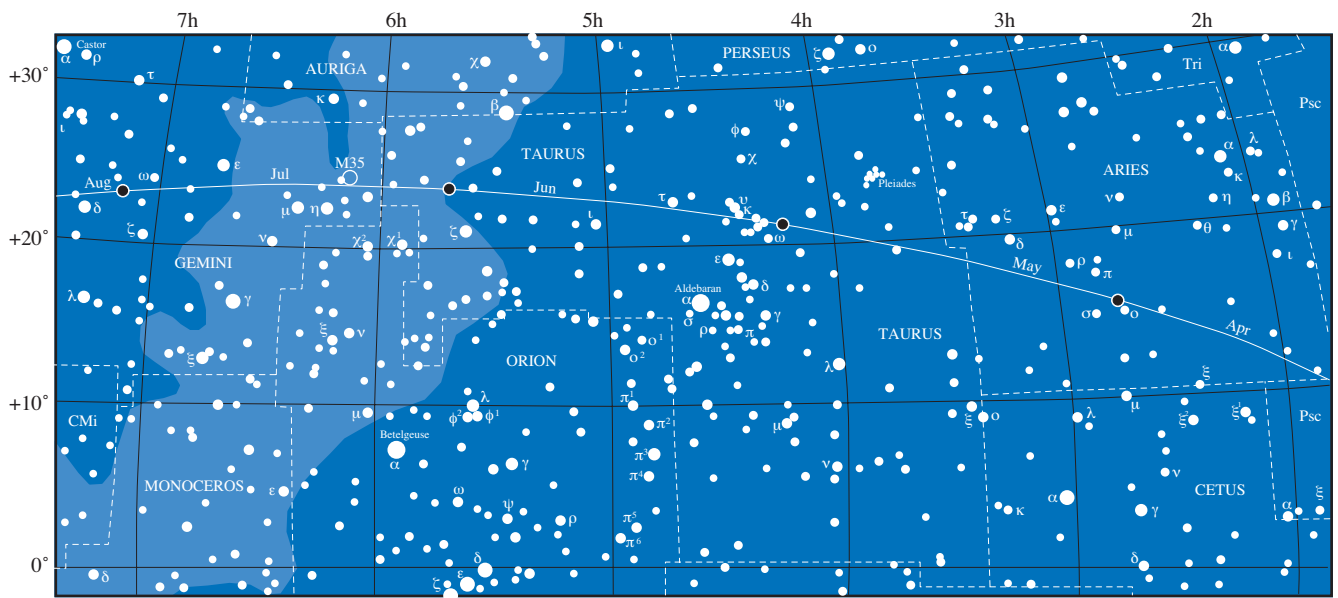 7h 6h 5h 4h 3h 2h
Castor
α ρ
+30°
τ
AURIGA
χ
κ
β
ι
PERSEUS
ζ ο
ψ
φ
χ
Tri
α
Psc
ι
TAURUS
M35
ε
Jul
Aug
ω
δ
ζ
μ η
ν
χ² χ¹
ζ
Jun
ι
τ
υ
κ
ω
Pleiades
ARIES
α
λ
κ
η
β
γ
ι
θ
ε
τ ζ
δ
μ
+20°
GEMINI
λ
γ
ξ ν
ξ
ε
Aldebaran
α
δ
σ
ρ π
γ
May
ρ
π
σ ο
Apr
TAURUS
λ
ORION
ο¹
ο²
+10°
CMi
μ
λ
φ² φ¹
Betelgeuse
α
γ
π¹
π²
π³
π⁴
π⁵
π⁶
μ
ν
ξ ο
λ
μ
ξ
ξ² ξ¹
Psc
ν
MONOCEROS
ε
ω
ψ
ρ
κ
α
γ
CETUS
α
ξ
0°
δ
ζ ε
δ
δ